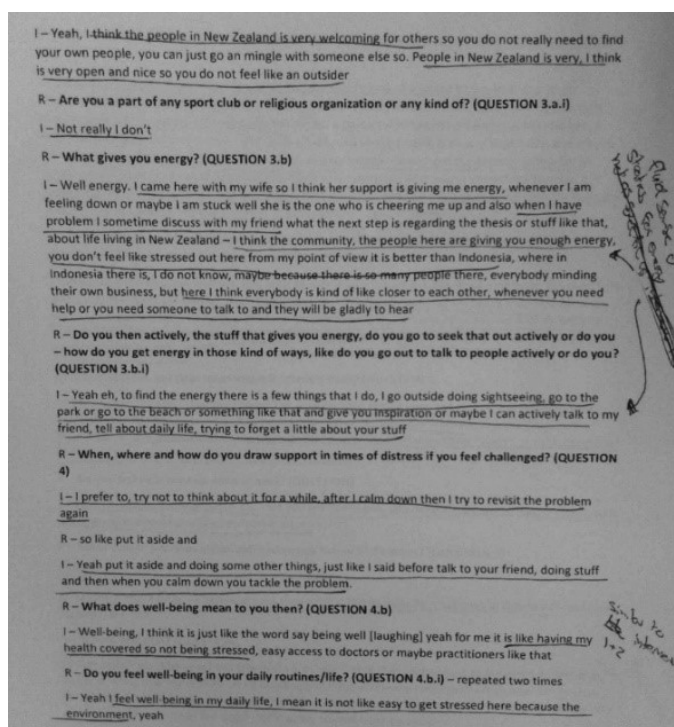 I – Yeah, I think the people in New Zealand is very welcoming for others so you do not really need to find
your own people, you can just go an mingle with someone else so. People in New Zealand is very, I think
is very open and nice so you do not feel like an outsider
R – Are you a part of any sport club or religious organization or any kind of? (QUESTION 3.a.i)
I – Not really I don't
R – What gives you energy? (QUESTION 3.b)
I – Well energy. I came here with my wife so I think her support is giving me energy, whenever I am
feeling down or maybe I am stuck well she is the one who is cheering me up and also when I have
problem I sometime discuss with my friend what the next step is regarding the thesis or stuff like that,
about life living in New Zealand – I think the community, the people here are giving you enough energy,
you don't feel like stressed out here from my point of view it is better than Indonesia, where in
Indonesia there is, I do not know, maybe because there is so many people there, everybody minding
their own business, but here I think everybody is kind of like closer to each other, whenever you need
help or you need someone to talk to and they will be gladly to hear
R – Do you then actively, the stuff that gives you energy, do you go to seek that out actively or do you
– how do you get energy in those kind of ways, like do you go out to talk to people actively or do you?
(QUESTION 3.b.i)
I – Yeah eh, to find the energy there is a few things that I do, I go outside doing sightseeing, go to the
park or go to the beach or something like that and give you inspiration or maybe I can actively talk to my
friend, tell about daily life, trying to forget a little about your stuff
R – When, where and how do you draw support in times of distress if you feel challenged? (QUESTION
4)
I – I prefer to, try not to think about it for a while, after I calm down then I try to revisit the problem
again
R – so like put it aside and
I – Yeah put it aside and doing some other things, just like I said before talk to your friend, doing stuff
and then when you calm down you tackle the problem.
R – What does well-being mean to you then? (QUESTION 4.b)
I – Well-being, I think it is just like the word say being well [laughing] yeah for me it is like having my
health covered so not being stressed, easy access to doctors or maybe practitioners like that
R – Do you feel well-being in your daily routines/life? (QUESTION 4.b.i) – repeated two times
I – Yeah I feel well-being in my daily life, I mean it is not like easy to get stressed here because the
environment, yeah
similar to
1+2